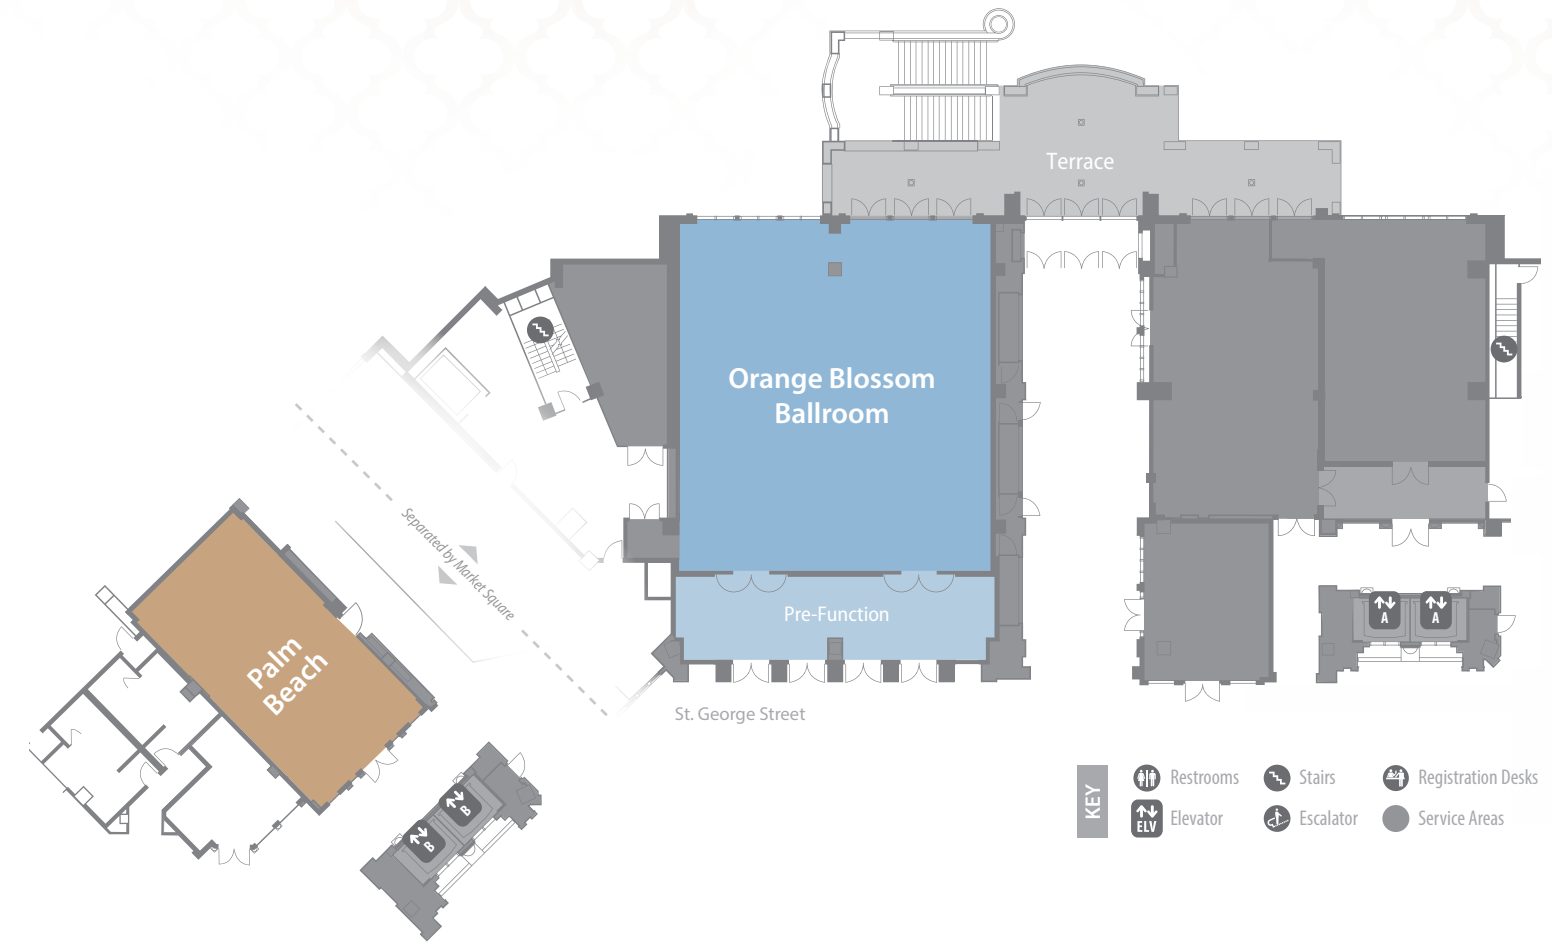 Terrace
Orange Blossom
Ballroom
Separated by Market Square
Pre-Function
Palm
Beach
A
A
St. George Street
B
B
KEY
Restrooms
Stairs
Registration Desks
ELV
Elevator
Escalator
Service Areas